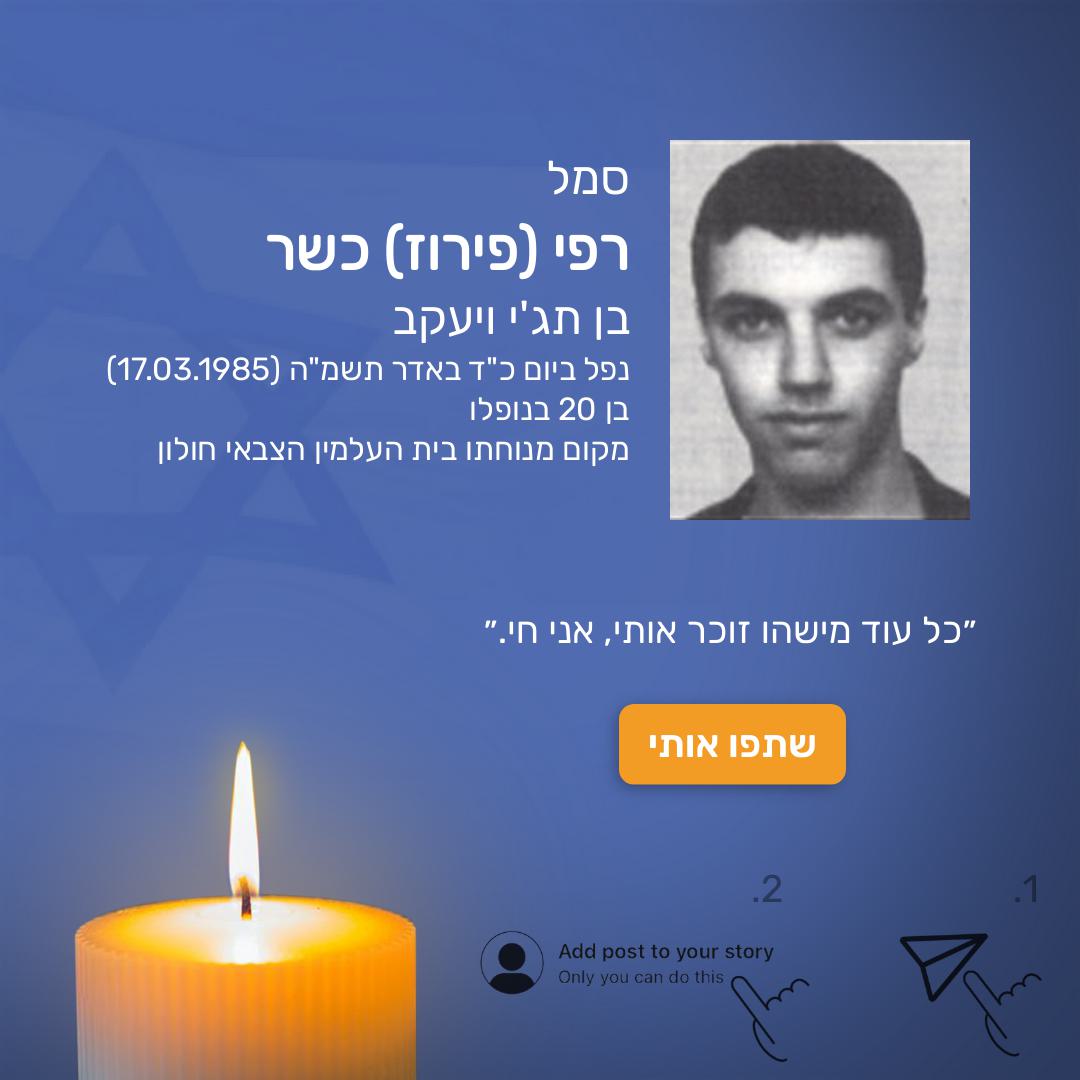 סמל
רפי (פירוז) כשר
בן תג'י ויעקב
נפל ביום כ"ד באדר תשמ"ה (17.03.1985)
בן 20 בנופלו
מקום מנוחתו בית העלמין הצבאי חולון
״כל עוד מישהו זוכר אותי, אני חי.״
שתפו אותי
1.
2.
Add post to your story
Only you can do this